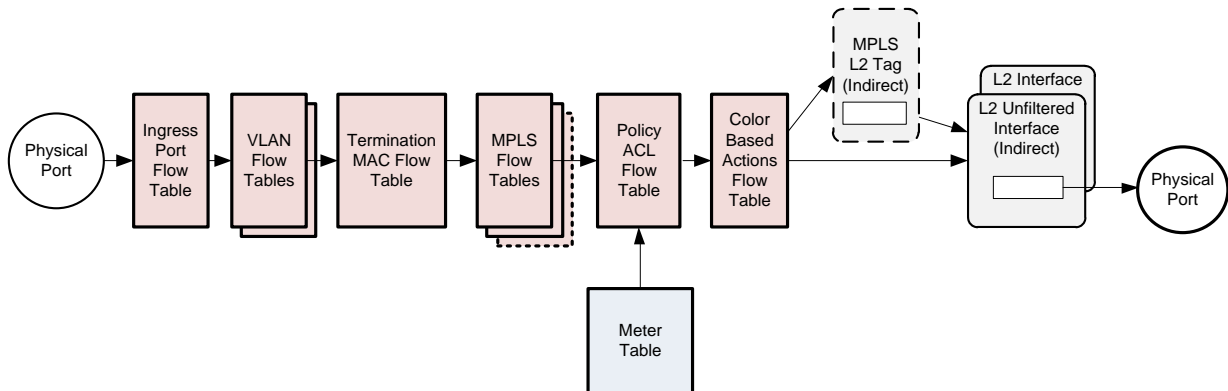 Physical
Port
Ingress
Port
Flow
Table
VLAN
Flow
Tables
Termination
MAC Flow
Table
MPLS
Flow
Tables
Policy
ACL
Flow
Table
Color
Based
Actions
Flow
Table
MPLS
L2 Tag
(Indirect)
L2 Interface
L2 Unfiltered
Interface
(Indirect)
Physical
Port
Meter
Table